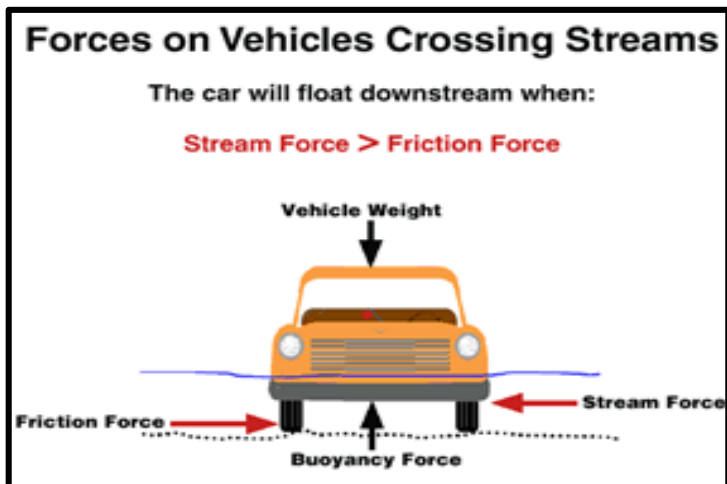 Forces on Vehicles Crossing Streams
The car will float downstream when:
Stream Force > Friction Force
Vehicle Weight
Stream Force
Friction Force
Buoyancy Force